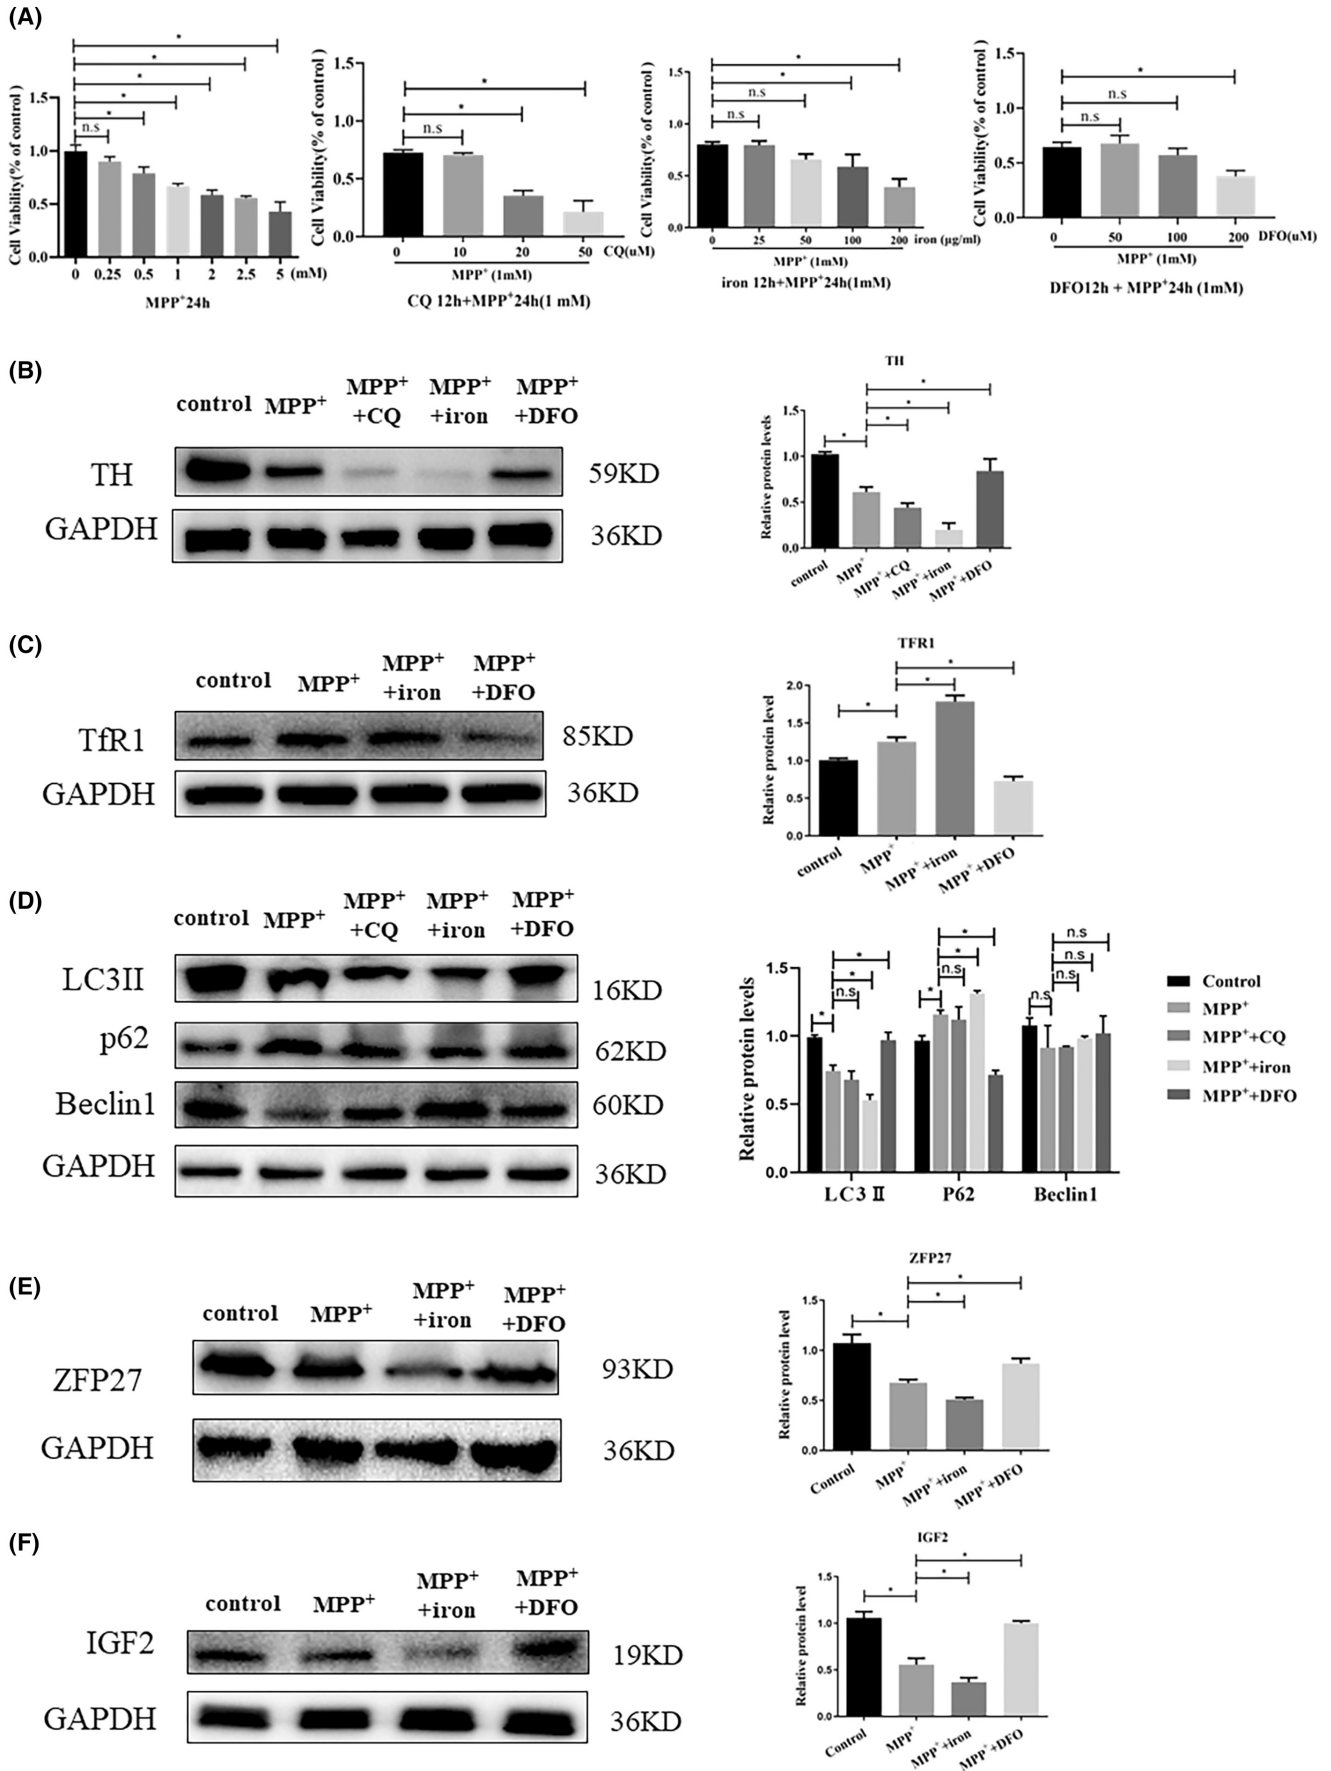 (A)
Cell Viability(% of control )
1.5
1.0
0.5
0.0
*
*
*
*
*
n.s
0 0.25 0.5 1 2 2.5 5 (mM)
MPP+24h
Cell Viability(% of control )
1.5
1.0
0.5
0.0
*
*
n.s
0 10 20 50 CQ(uM)
MPP+ (1mM)
CQ 12h+MPP+24h(1 mM)
Cell Viability(% of control )
1.5
1.0
0.5
0.0
*
*
n.s
n.s
0 25 50 100 200 iron (μg/ml)
MPP+ (1mM)
iron 12h+MPP+24h(1mM)
Cell Viability(% of control )
1.5
1.0
0.5
0.0
*
n.s
n.s
0 50 100 200 DFO(uM)
MPP+ (1mM)
DFO12h + MPP+24h (1mM)
(B)
control MPP+ MPP+ +CQ MPP+ +iron MPP+ +DFO
TH 59KD
GAPDH 36KD
TH
Relative protein levels
1.5
1.0
0.5
0.0
*
*
*
*
control MPP+ MPP++CQ MPP++iron MPP++DFO
(C)
control MPP+ MPP+ +iron MPP+ +DFO
TfR1 85KD
GAPDH 36KD
TFR1
Relative protein level
2.0
1.5
1.0
0.5
0.0
*
*
*
control MPP+ MPP++iron MPP++DFO
(D)
control MPP+ MPP+ +CQ MPP+ +iron MPP+ +DFO
LC3II 16KD
p62 62KD
Beclin1 60KD
GAPDH 36KD
Relative protein levels
1.5
1.0
0.5
0.0
*
*
n.s
*
*
*
n.s
*
n.s
n.s
n.s
n.s
LC3 II P62 Beclin1
Control
MPP+
MPP++CQ
MPP++iron
MPP++DFO
(E)
control MPP+ MPP+ +iron MPP+ +DFO
ZFP27 93KD
GAPDH 36KD
ZFP27
Relative protein level
1.5
1.0
0.5
0.0
*
*
*
Control MPP+ MPP++iron MPP++DFO
(F)
control MPP+ MPP+ +iron MPP+ +DFO
IGF2 19KD
GAPDH 36KD
IGF2
Relative protein level
1.5
1.0
0.5
0.0
*
*
*
Control MPP+ MPP++iron MPP++DFO